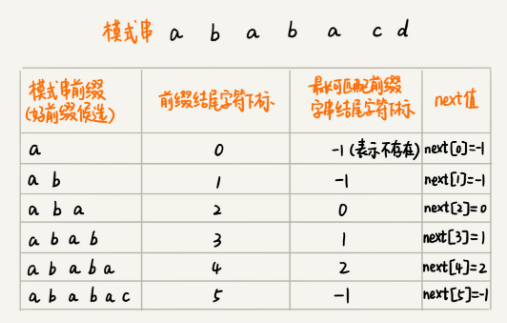 模式串 a b a b a c d
模式串前缀 前缀结尾字符下标 最长可匹配前缀 next值
(好前缀候选) 字串结尾字符下标
a 0 -1(表示不存在) next[0]=-1
a b 1 -1 next[1]=-1
a b a 2 0 next[2]=0
a b a b 3 1 next[3]=1
a b a b a 4 2 next[4]=2
a b a b a c 5 -1 next[5]=-1